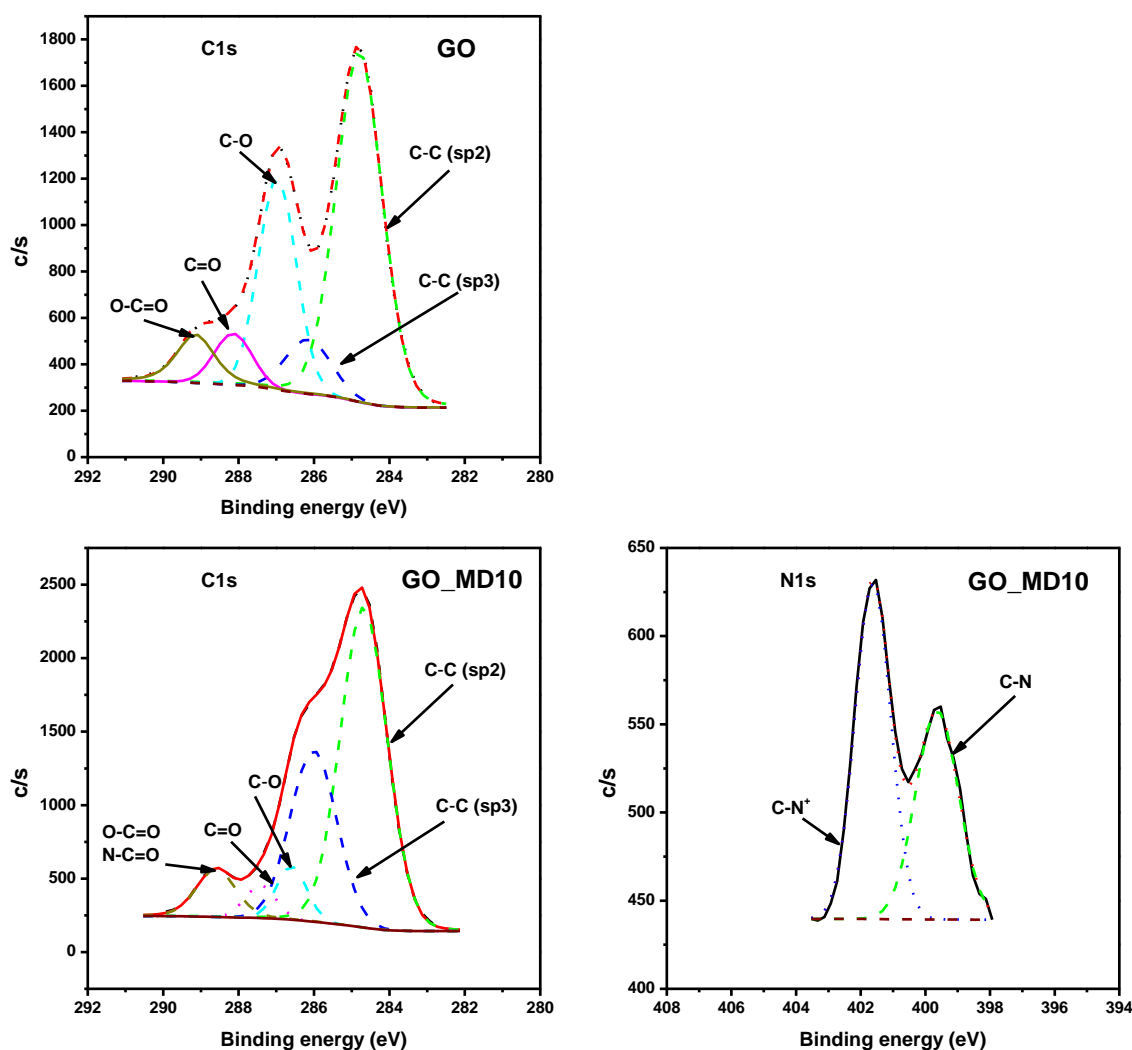 C1s
GO
C-O
C-C (sp2)
C=O
C-C (sp3)
O-C=O
1800
1600
1400
1200
1000
800
600
400
200
0
c/s
292 290 288 286 284 282 280
Binding energy (eV)
C1s
GO_MD10
C-C (sp2)
C-O
C=O
C-C (sp3)
O-C=O
N-C=O
2500
2000
1500
1000
500
0
c/s
292 290 288 286 284 282 280
Binding energy (eV)
N1s
GO_MD10
C-N
C-N⁺
650
600
550
500
450
400
c/s
408 406 404 402 400 398 396 394
Binding energy (eV)